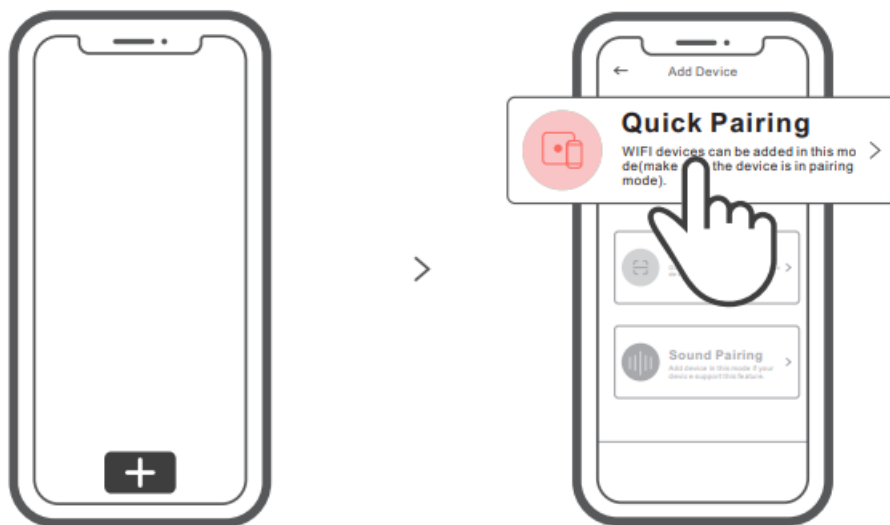 Add Device
Quick Pairing
WIFI devices can be added in this mo
de(make the device is in pairing
mode).
Sound Pairing
Add device in this mode if your
device support this feature.